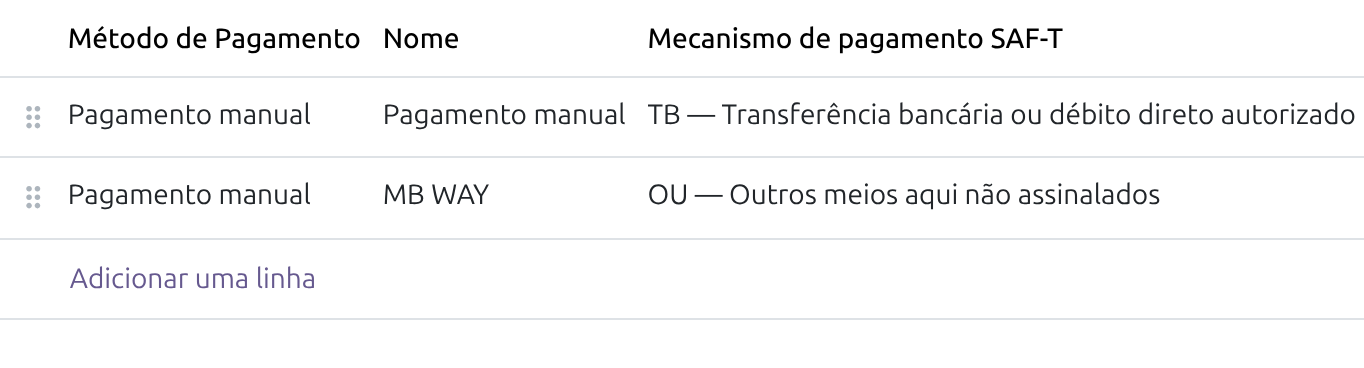 Método de Pagamento Nome Mecanismo de pagamento SAF-T
Pagamento manual Pagamento manual TB — Transferência bancária ou débito direto autorizado
Pagamento manual MB WAY OU — Outros meios aqui não assinalados
Adicionar uma linha